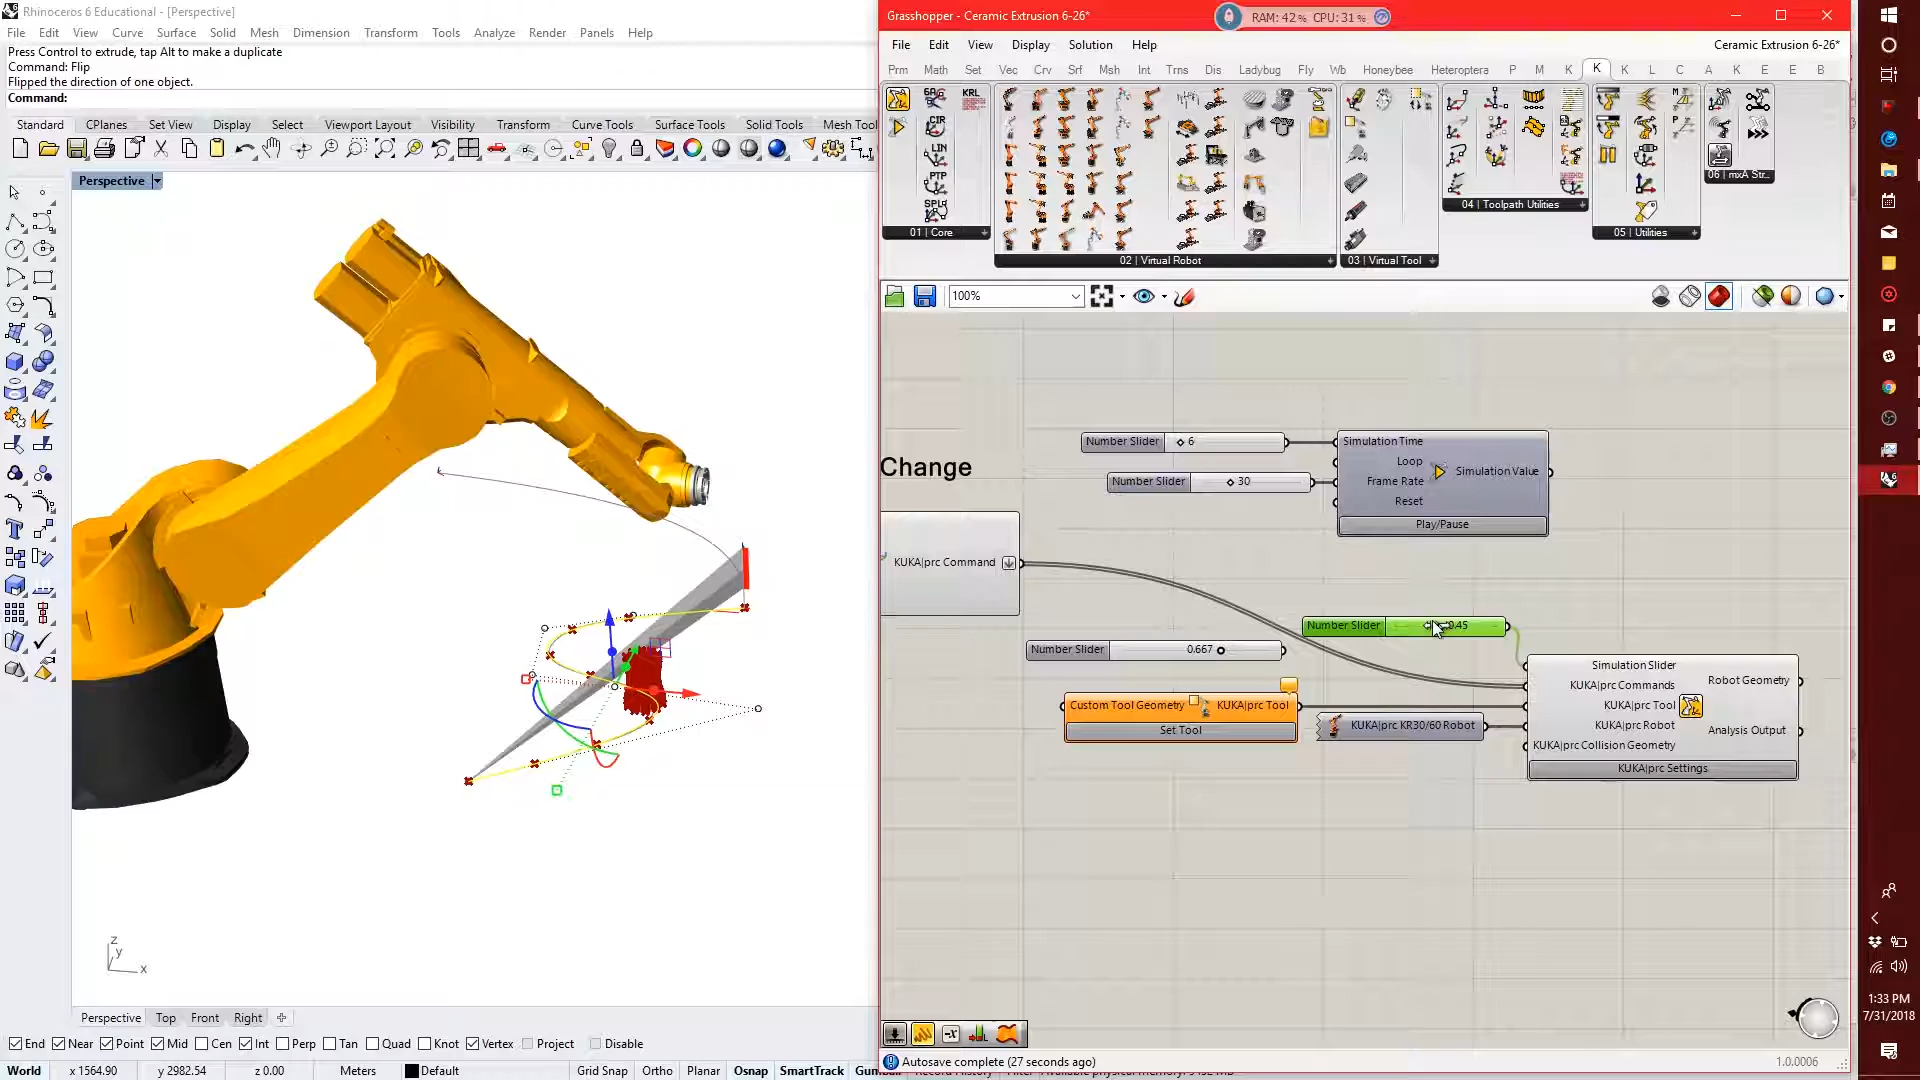 Rhinoceros 6 Educational - [Perspective]
File Edit View Curve Surface Solid Mesh Dimension Transform Tools Analyze Render Panels Help
Press Control to extrude, tap Alt to make a duplicate
Command: Flip
Flipped the direction of one object.
Command:
Standard CPlanes Set View Display Select Viewport Layout Visibility Transform Curve Tools Surface Tools Solid Tools Mesh Tool
Perspective
z
y
x
Perspective Top Front Right
End Near Point Mid Cen Int Perp Tan Quad Knot Vertex Project Disable
World x 1564.90 y 2982.54 z 0.00 Meters Default Grid Snap Ortho Planar Osnap SmartTrack
Grasshopper - Ceramic Extrusion 6-26*
RAM: 42% CPU: 31%
File Edit View Display Solution Help
Ceramic Extrusion 6-26*
Prm Math Set Vec Crv Srf Msh Int Trns Dis Ladybug Fly Wb Honeybee Heteroptera P M K K K L C A K E E B
KRL
CIR
LIN
PTP
SPL
01 | Core
02 | Virtual Robot
03 | Virtual Tool
04 | Toolpath Utilities
05 | Utilities
06 | mxA Str...
100%
Change
Number Slider 6
Number Slider 30
Simulation Time
Loop
Frame Rate
Reset
Simulation Value
Play/Pause
KUKA|prc Command
Number Slider 0.45
Number Slider 0.667
Custom Tool Geometry KUKA|prc Tool
Set Tool
KUKA|prc KR30/60 Robot
Simulation Slider
KUKA|prc Commands
KUKA|prc Tool
KUKA|prc Robot
KUKA|prc Collision Geometry
Robot Geometry
Analysis Output
KUKA|prc Settings
Autosave complete (27 seconds ago)
1.0.0006
1:33 PM
7/31/2018